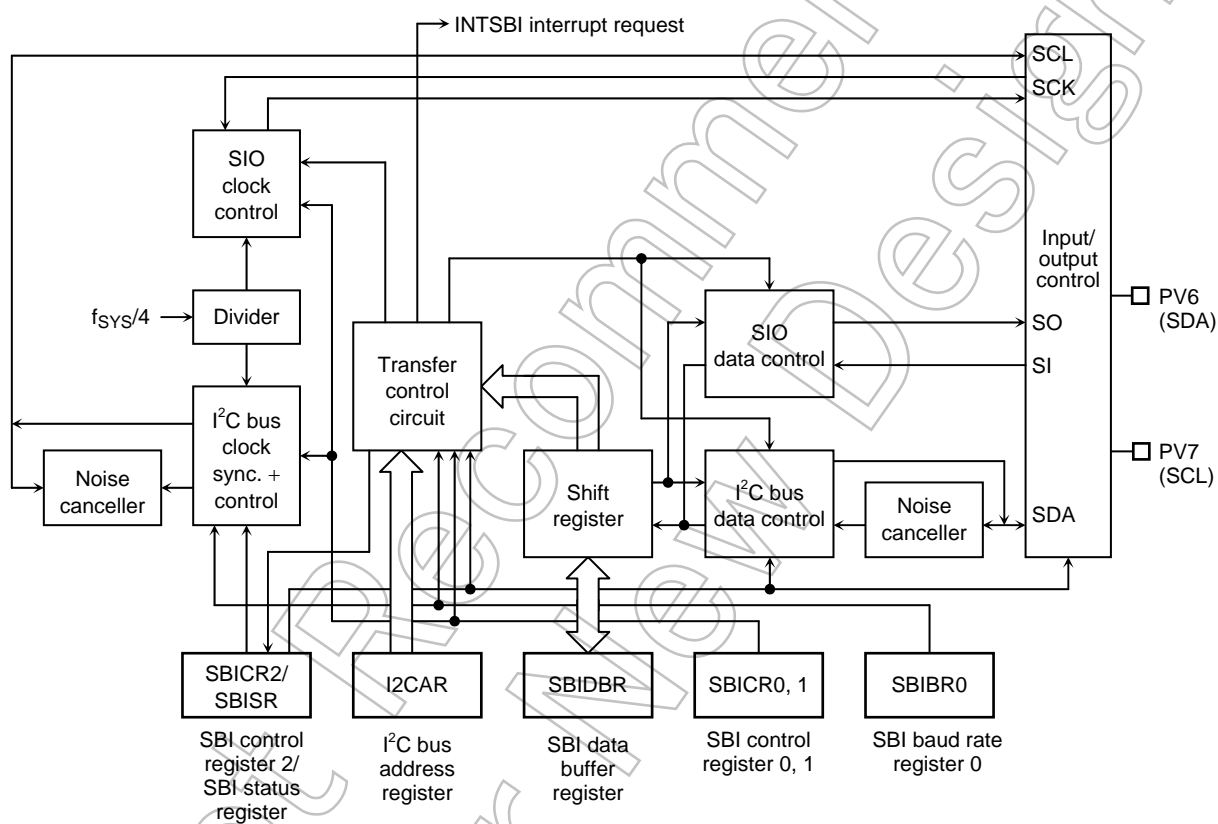 INTSBI interrupt request
SCL
SCK
SIO
clock
control
Input/
output
control
PV6
(SDA)
fSYS/4
Divider
SIO
data control
SO
SI
Transfer
control
circuit
I2C bus
clock
sync. +
control
Noise
canceller
Shift
register
I2C bus
data control
Noise
canceller
SDA
PV7
(SCL)
SBICR2/
SBISR
I2CAR
SBIDBR
SBICR0, 1
SBIBR0
SBI control
register 2/
SBI status
register
I2C bus
address
register
SBI data
buffer
register
SBI control
register 0, 1
SBI baud rate
register 0